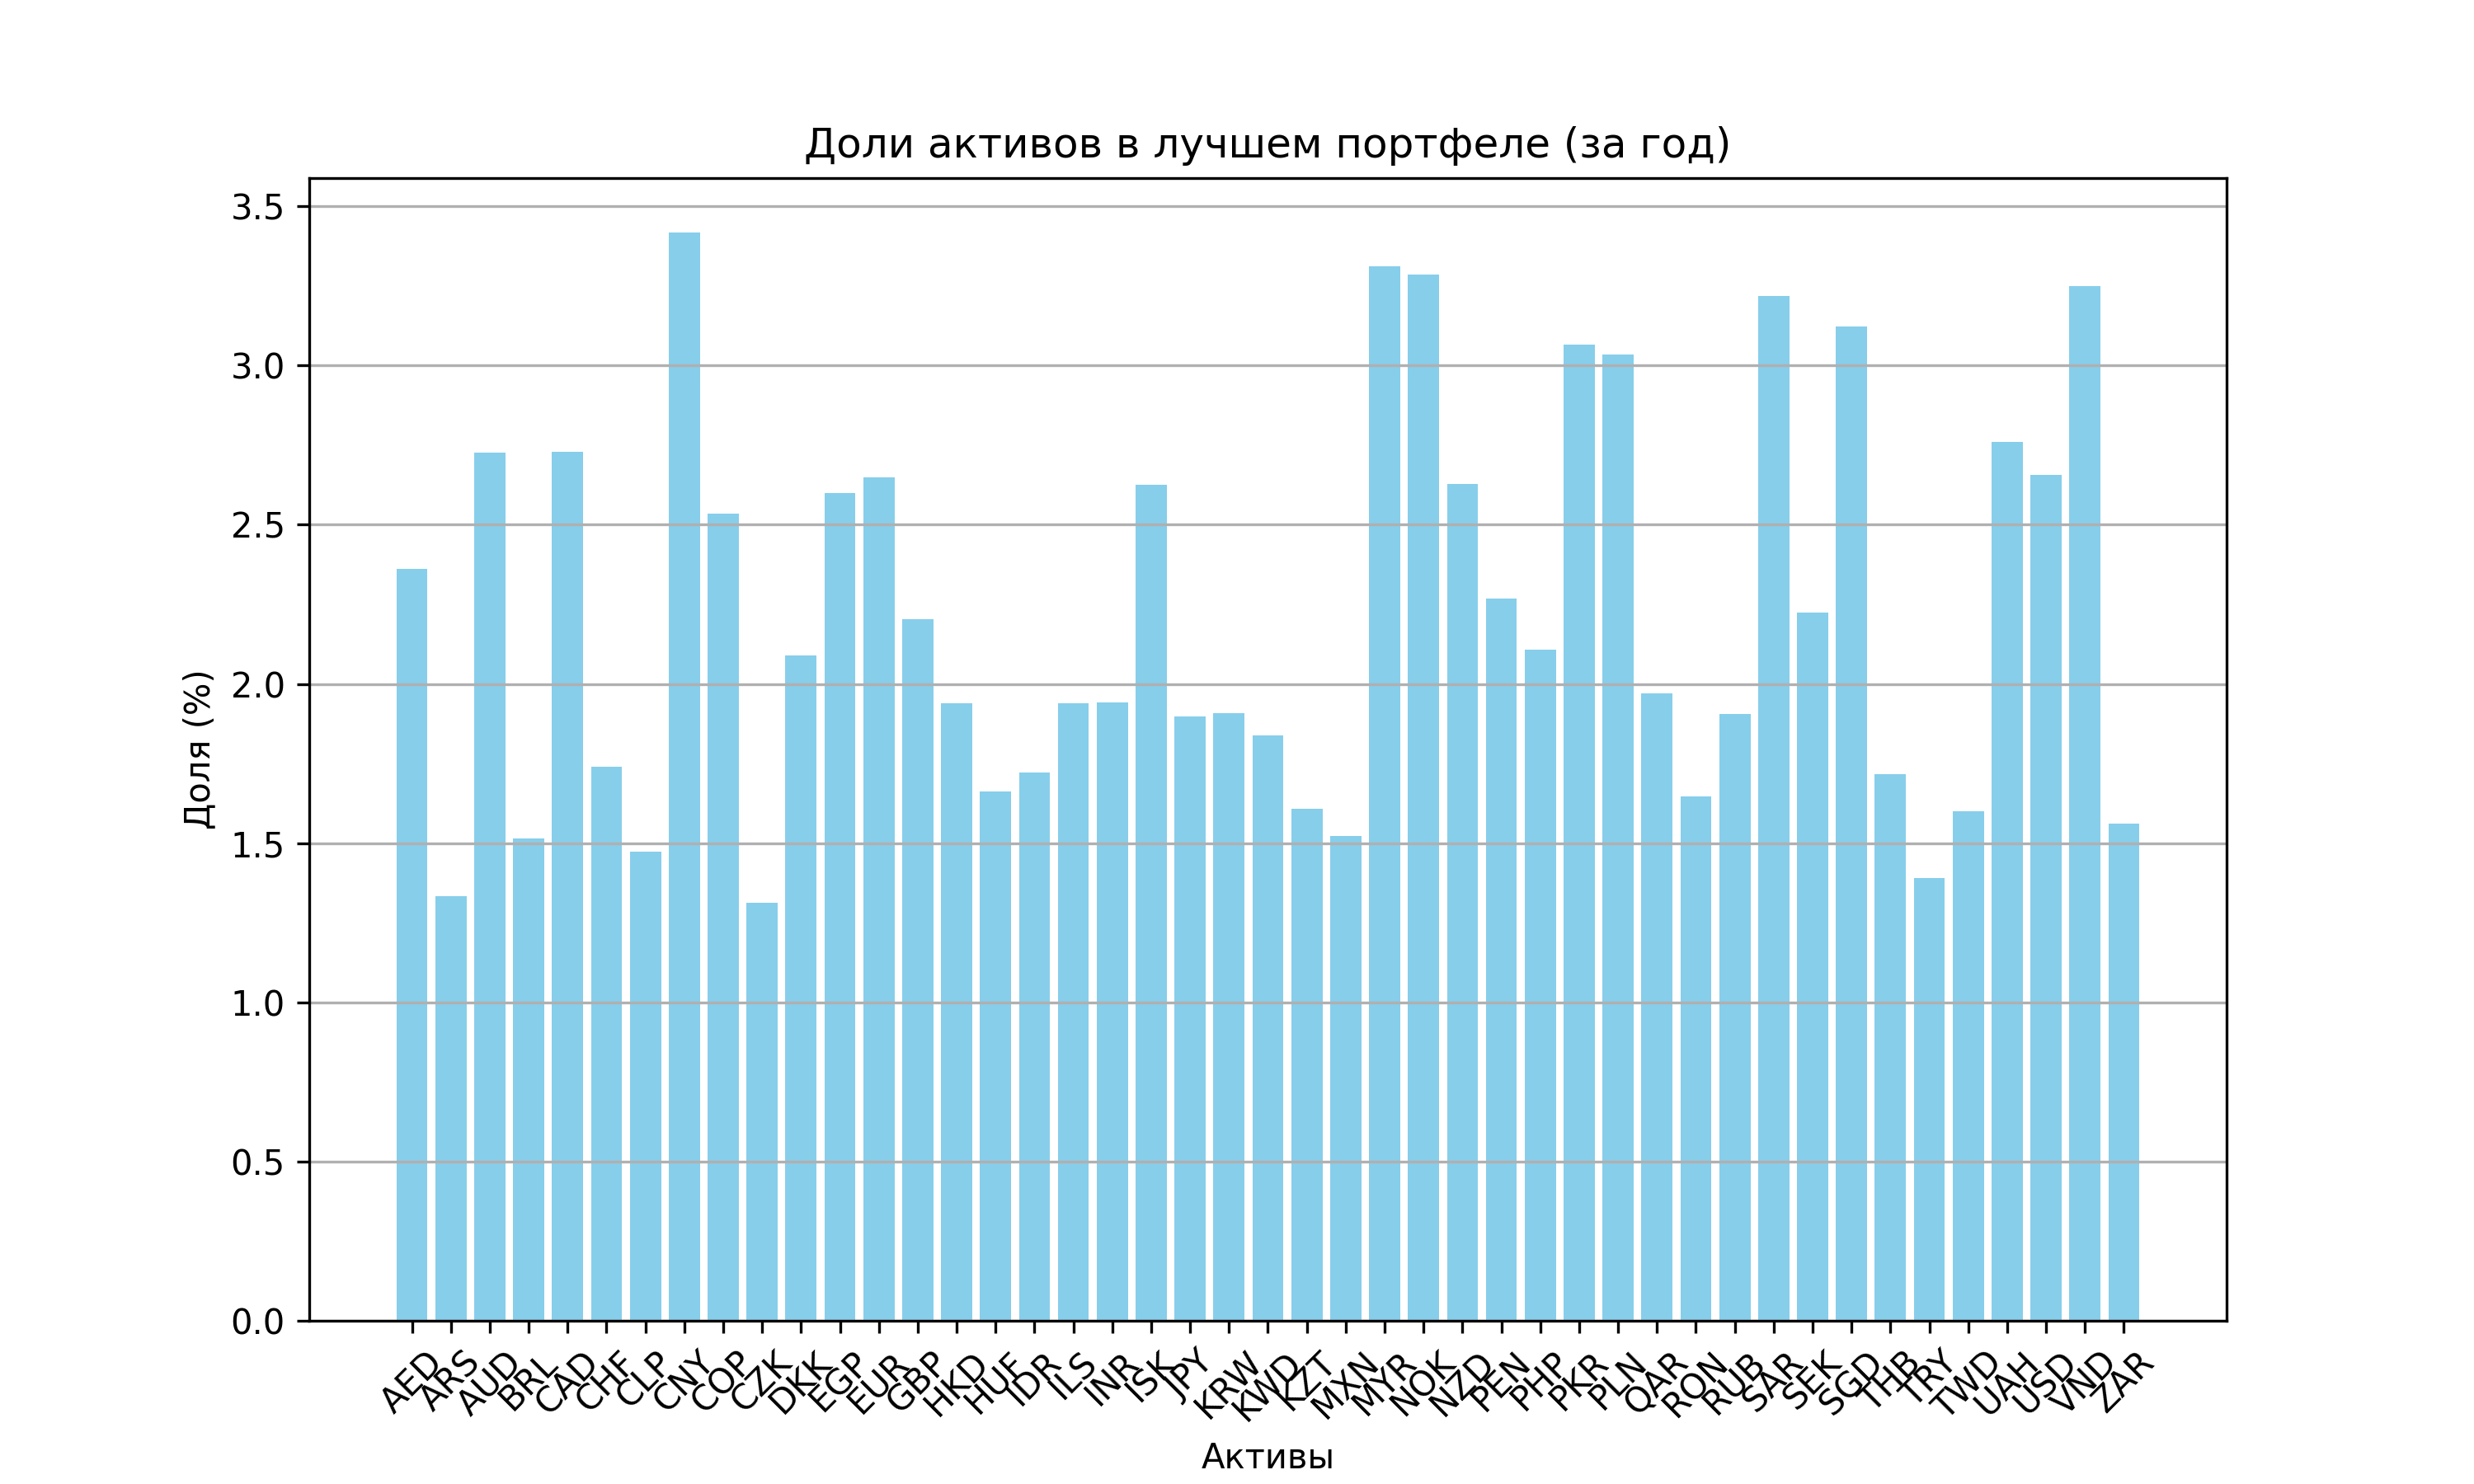 Доли активов в лучшем портфеле (за год)
3.5
3.0
2.5
2.0
1.5
1.0
0.5
0.0
Доля (%)
AED
ARS
AUD
BRL
CAD
CHF
CLP
CNY
COP
CZK
DKK
EGP
EUR
GBP
HKD
HUF
IDR
ILS
INR
ISK
JPY
KRW
KWD
KZT
MXN
MYR
NOK
NZD
PEN
PHP
PKR
PLN
QAR
RON
RUB
SAR
SEK
SGD
THB
TRY
TWD
UAH
USD
VND
ZAR
Активы